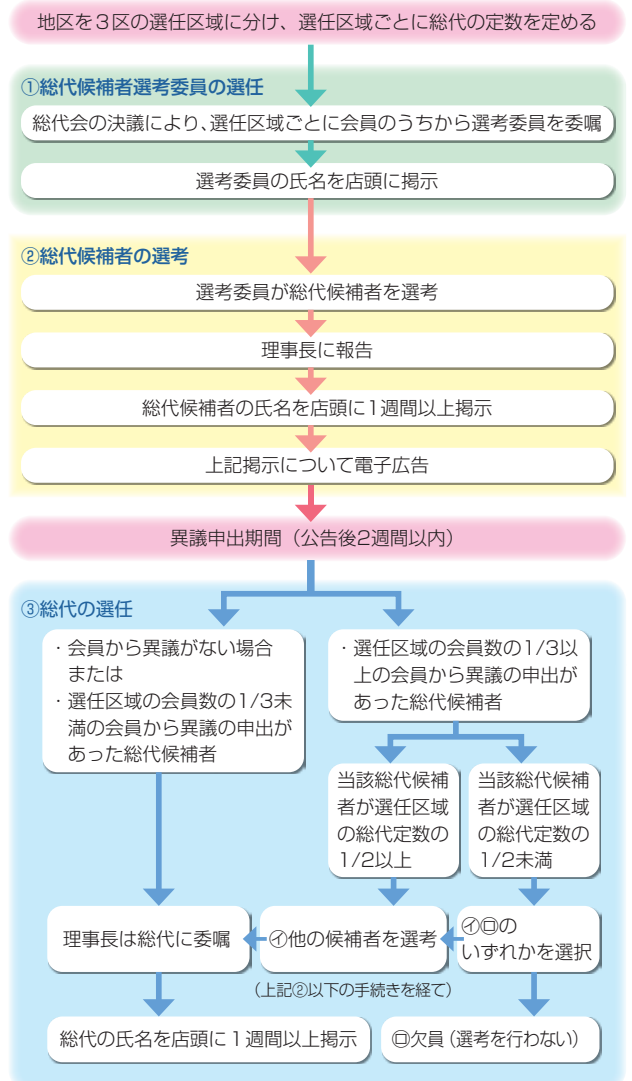 地区を3区の選任区域に分け、選任区域ごとに総代の定数を定める
①総代候補者選考委員の選任
総代会の決議により、選任区域ごとに会員のうちから選考委員を委嘱
選考委員の氏名を店頭に掲示
②総代候補者の選考
選考委員が総代候補者を選考
理事長に報告
総代候補者の氏名を店頭に1週間以上掲示
上記掲示について電子広告
異議申出期間（公告後2週間以内）
③総代の選任
・会員から異議がない場合
または
・選任区域の会員数の1/3未
満の会員から異議の申出が
あった総代候補者
・選任区域の会員数の1/3以
上の会員から異議の申出が
あった総代候補者
当該総代候補
者が選任区域
の総代定数の
1/2以上
当該総代候補
者が選任区域
の総代定数の
1/2未満
理事長は総代に委嘱
㋑他の候補者を選考
㋑㋺の
いずれかを選択
（上記②以下の手続きを経て）
総代の氏名を店頭に1週間以上掲示
㋺欠員（選考を行わない）